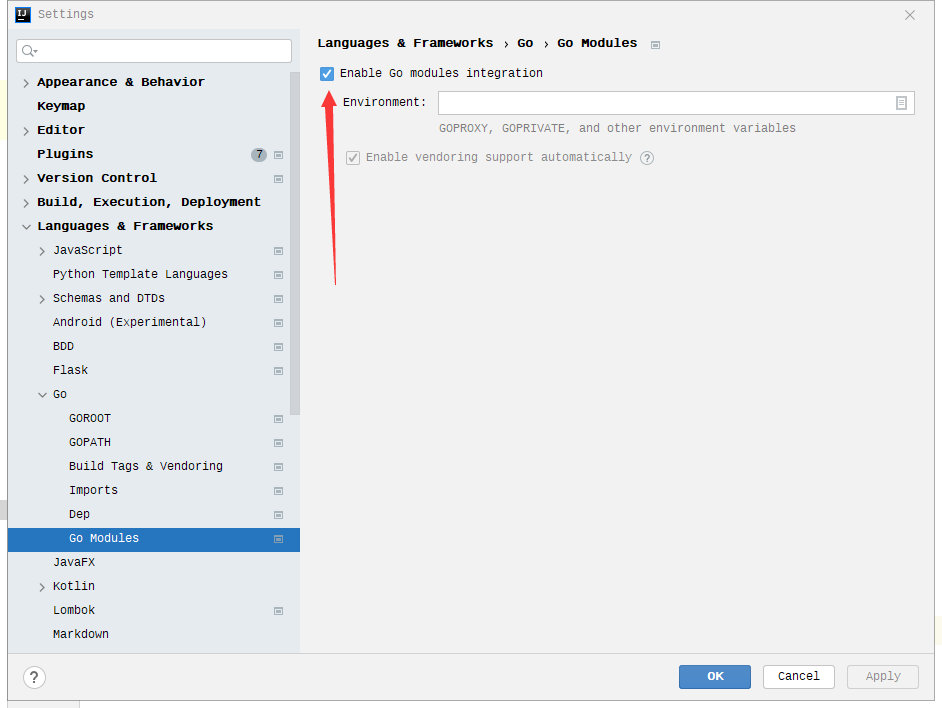 IJ Settings
Languages & Frameworks › Go › Go Modules
Enable Go modules integration
Environment:
GOPROXY, GOPRIVATE, and other environment variables
Enable vendoring support automatically ?
Appearance & Behavior
Keymap
Editor
Plugins 7
Version Control
Build, Execution, Deployment
Languages & Frameworks
JavaScript
Python Template Languages
Schemas and DTDs
Android (Experimental)
BDD
Flask
Go
GOROOT
GOPATH
Build Tags & Vendoring
Imports
Dep
Go Modules
JavaFX
Kotlin
Lombok
Markdown
? OK Cancel Apply